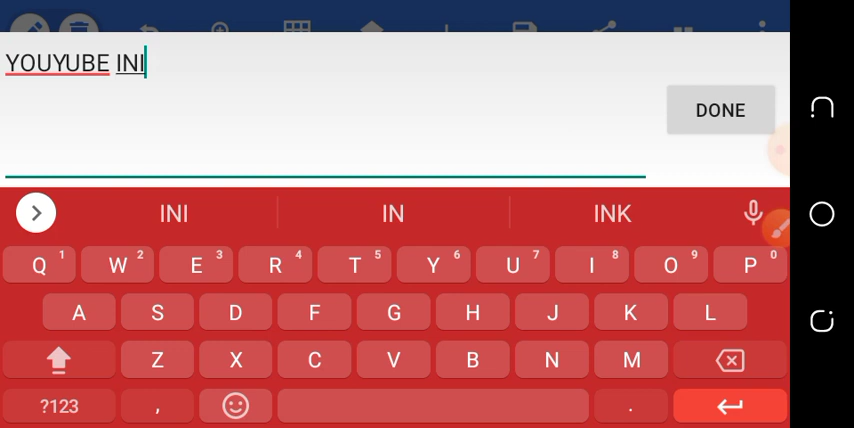 YOUYUBE INI
DONE
INI IN INK
Q 1 W 2 E 3 R 4 T 5 Y 6 U 7 I 8 O 9 P 0
A S D F G H J K L
Z X C V B N M
?123 , .